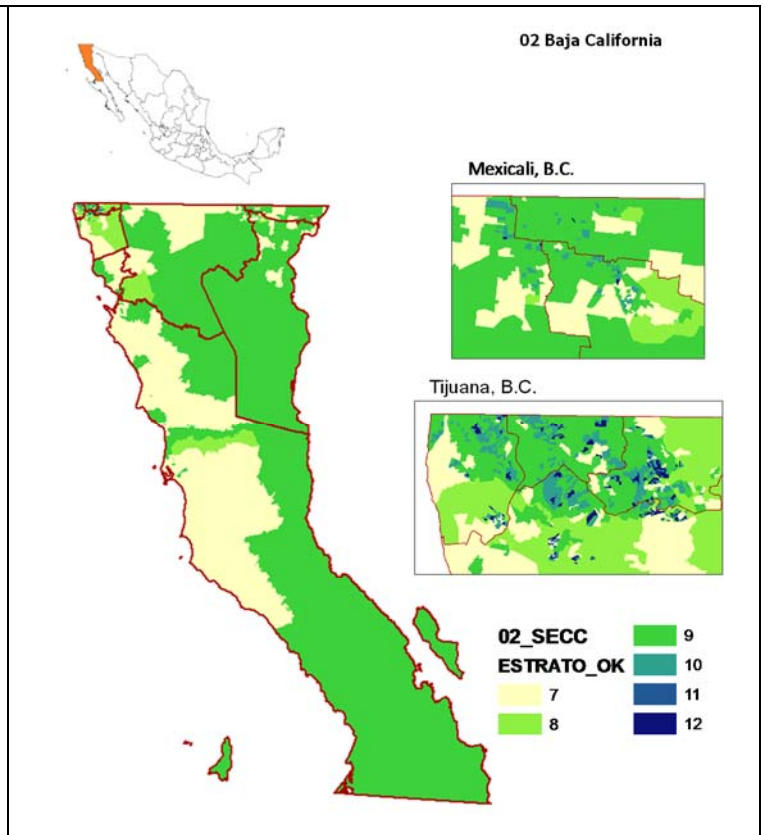 02 Baja California
Mexicali, B.C.
Tijuana, B.C.
02_SECC
ESTRATO_OK
7
8
9
10
11
12